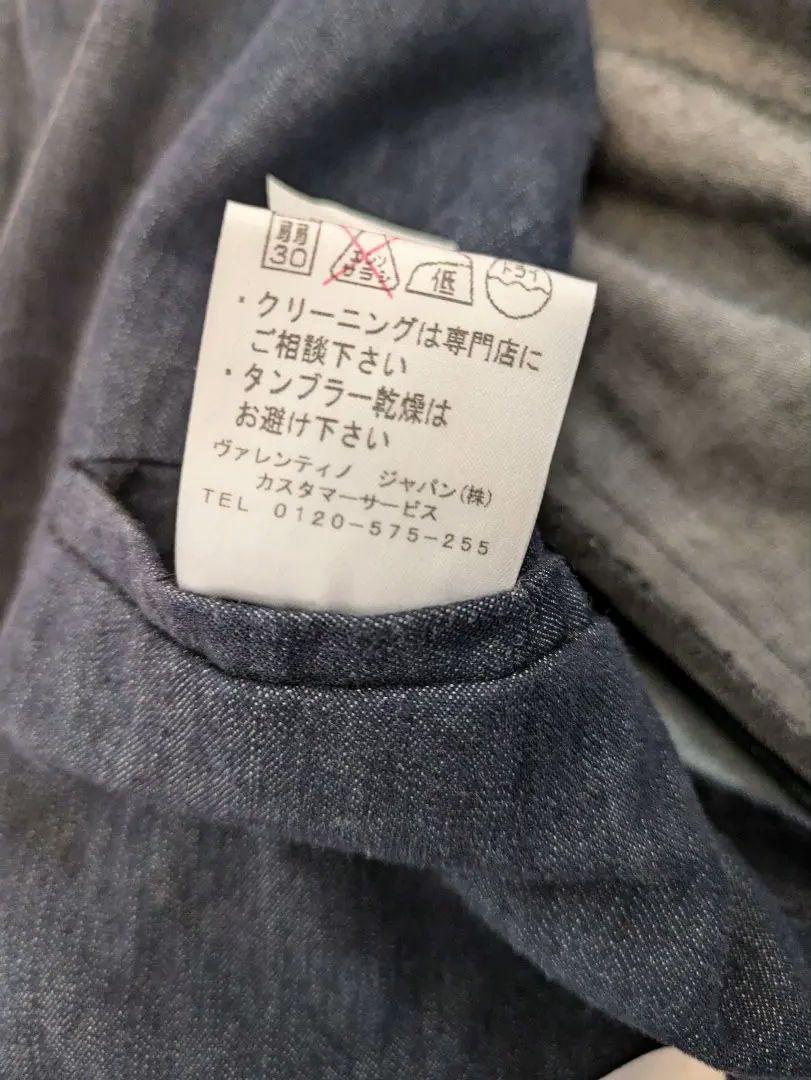 弱 30 エンソ サラシ 低 ドライ
・クリーニングは専門店に
ご相談下さい
・タンブラー乾燥は
お避け下さい
ヴァレンティノ ジャパン(株)
カスタマーサービス
TEL 0120-575-255